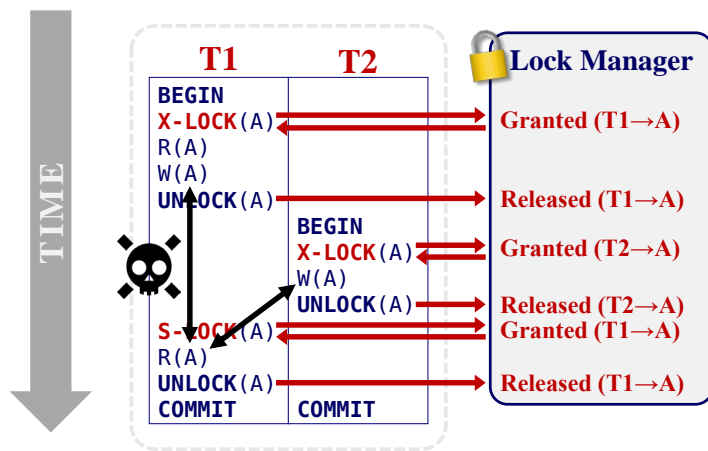 TIME
T1
T2
Lock Manager
BEGIN
X-LOCK(A)
Granted (T1→A)
R(A)
W(A)
UNLOCK(A)
Released (T1→A)
BEGIN
X-LOCK(A)
Granted (T2→A)
W(A)
UNLOCK(A)
Released (T2→A)
S-LOCK(A)
Granted (T1→A)
R(A)
UNLOCK(A)
Released (T1→A)
COMMIT
COMMIT